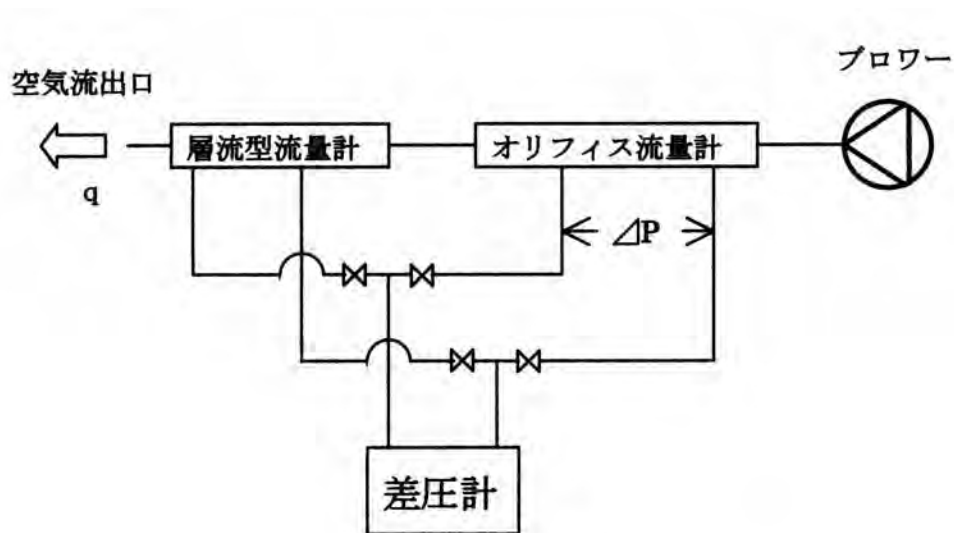 ブロワー
空気流出口
層流型流量計
オリフィス流量計
q
⊿P
差圧計